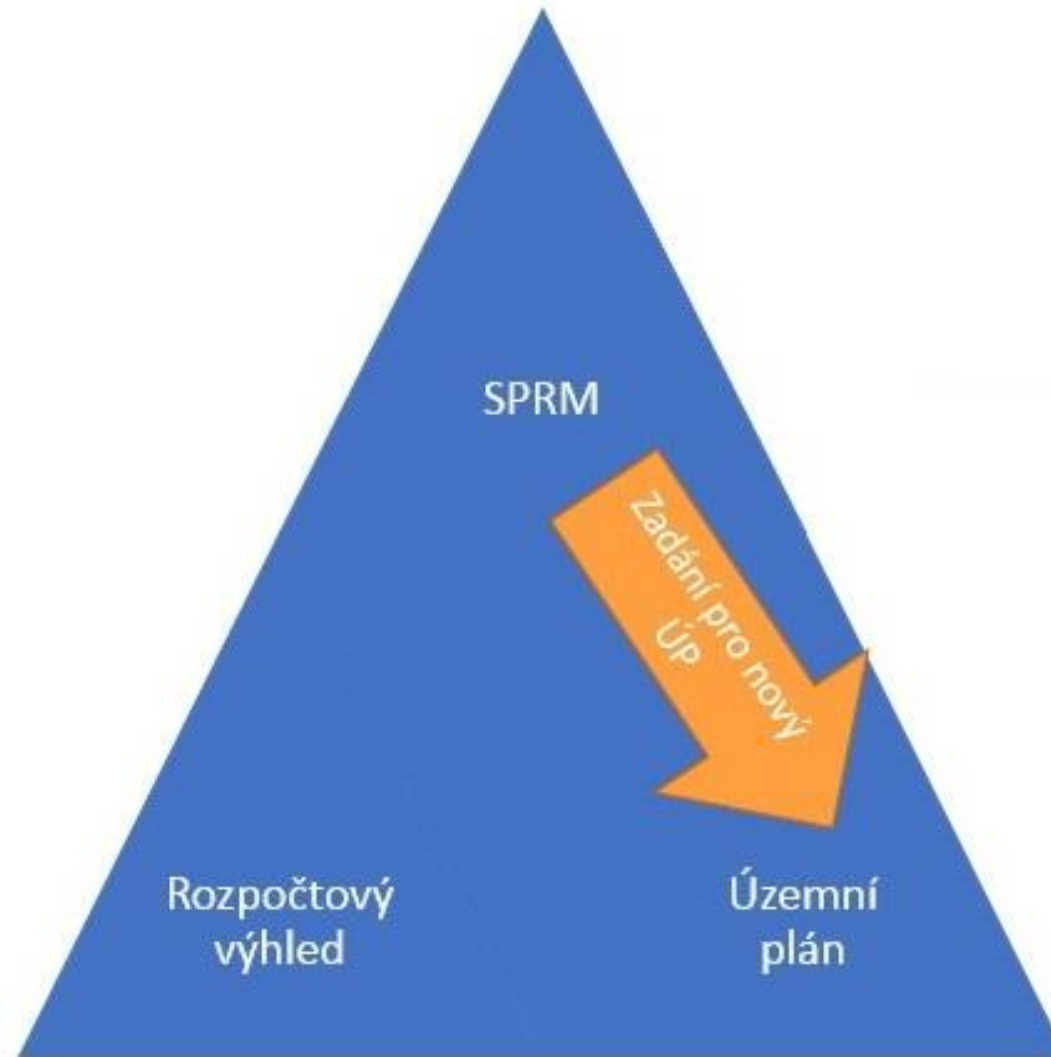 SPRM
Zadání pro nový
ÚP
Rozpočtový
výhled
Územní
plán